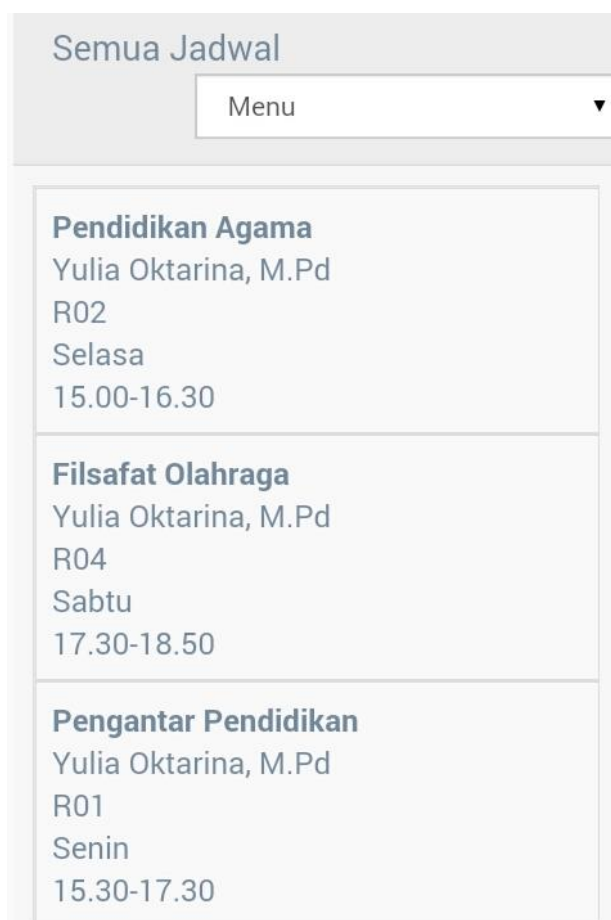 Semua Jadwal
Menu
Pendidikan Agama
Yulia Oktarina, M.Pd
R02
Selasa
15.00-16.30
Filsafat Olahraga
Yulia Oktarina, M.Pd
R04
Sabtu
17.30-18.50
Pengantar Pendidikan
Yulia Oktarina, M.Pd
R01
Senin
15.30-17.30